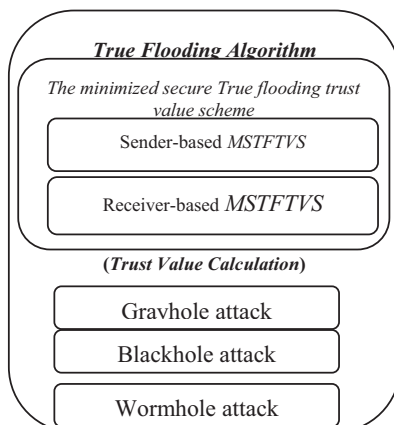 True Flooding Algorithm
The minimized secure True flooding trust
value scheme
Sender-based MSTFTVS
Receiver-based MSTFTVS
(Trust Value Calculation)
Gravhole attack
Blackhole attack
Wormhole attack